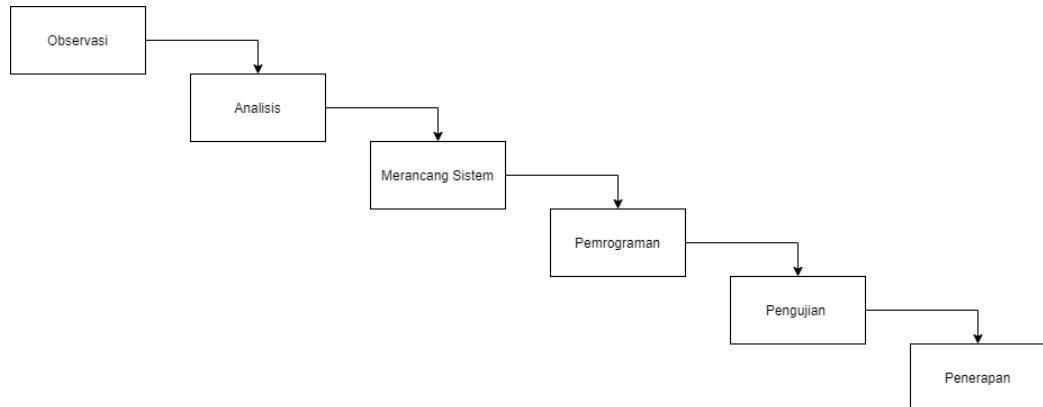 Observasi
Analisis
Merancang Sistem
Pemrograman
Pengujian
Penerapan